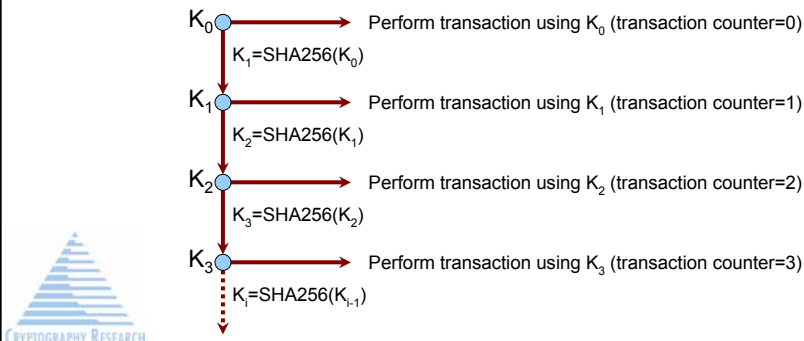 K₀ Perform transaction using K₀ (transaction counter=0)
K₁=SHA256(K₀)
K₁ Perform transaction using K₁ (transaction counter=1)
K₂=SHA256(K₁)
K₂ Perform transaction using K₂ (transaction counter=2)
K₃=SHA256(K₂)
K₃ Perform transaction using K₃ (transaction counter=3)
Kᵢ=SHA256(Kᵢ₋₁)
CRYPTOGRAPHY RESEARCH